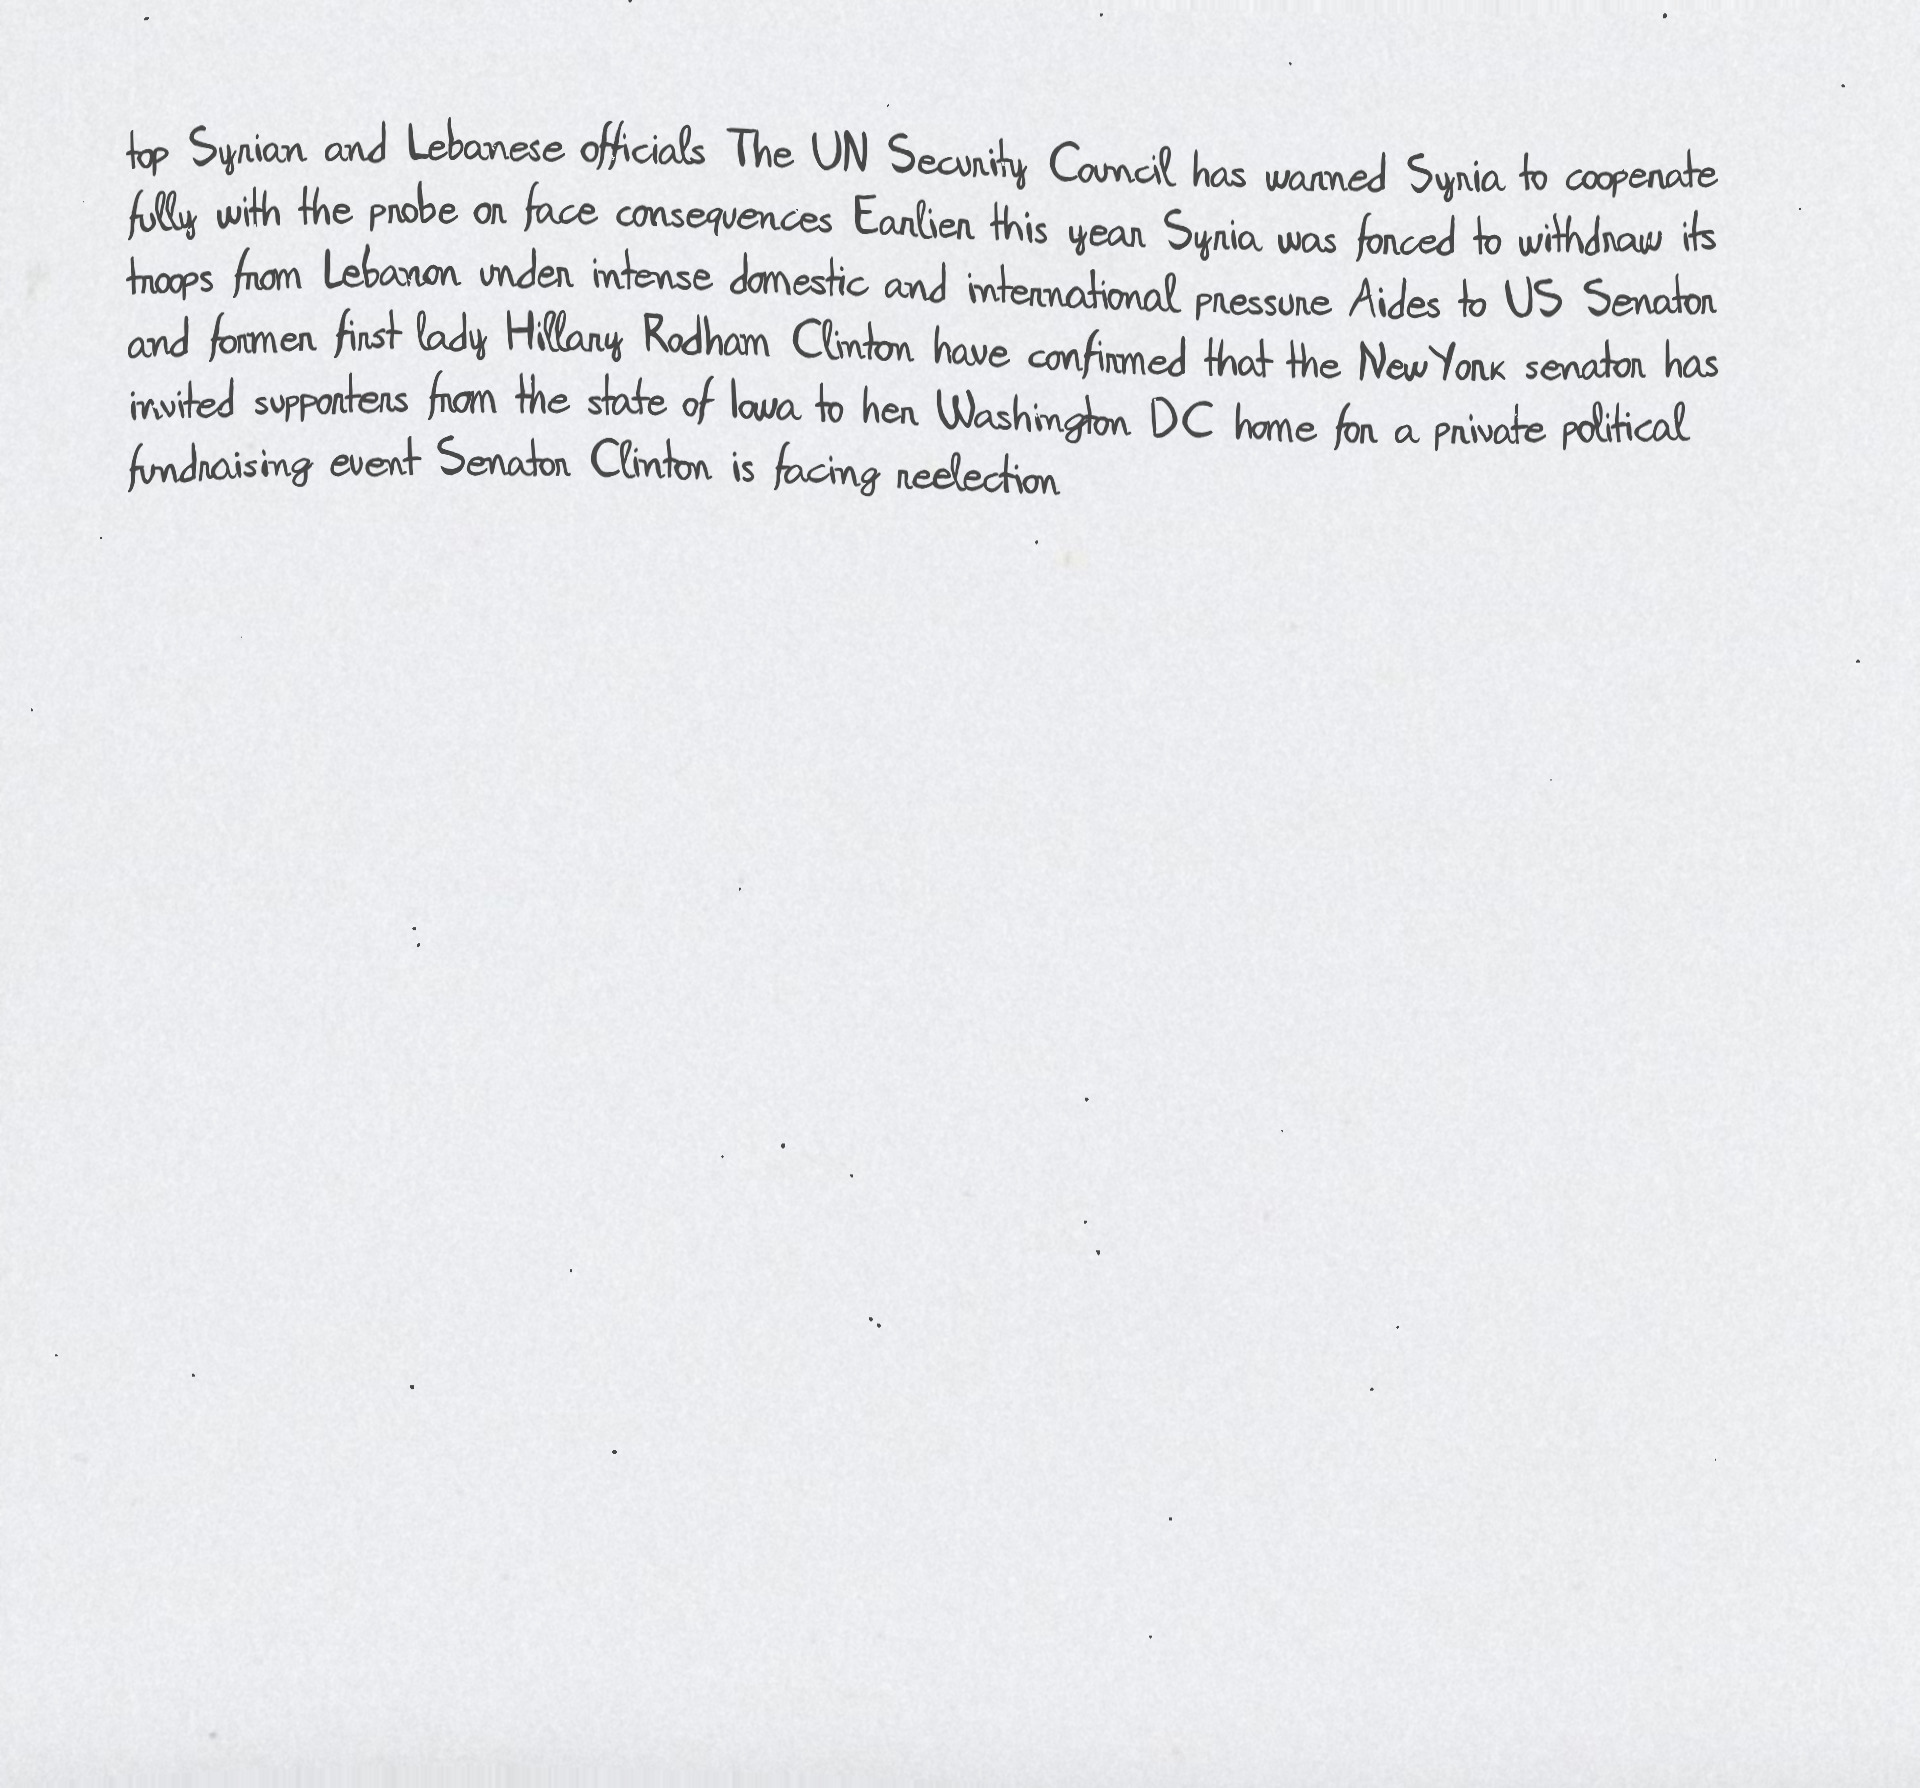 top Syrian and Lebanese officials The UN Security Council has warned Syria to cooperate
fully with the probe or face consequences Earlier this year Syria was forced to withdraw its
troops from Lebanon under intense domestic and international pressure Aides to US Senator
and former first lady Hillary Rodham Clinton have confirmed that the New York senator has
invited supporters from the state of Iowa to her Washington DC home for a private political
fundraising event Senator Clinton is facing reelection